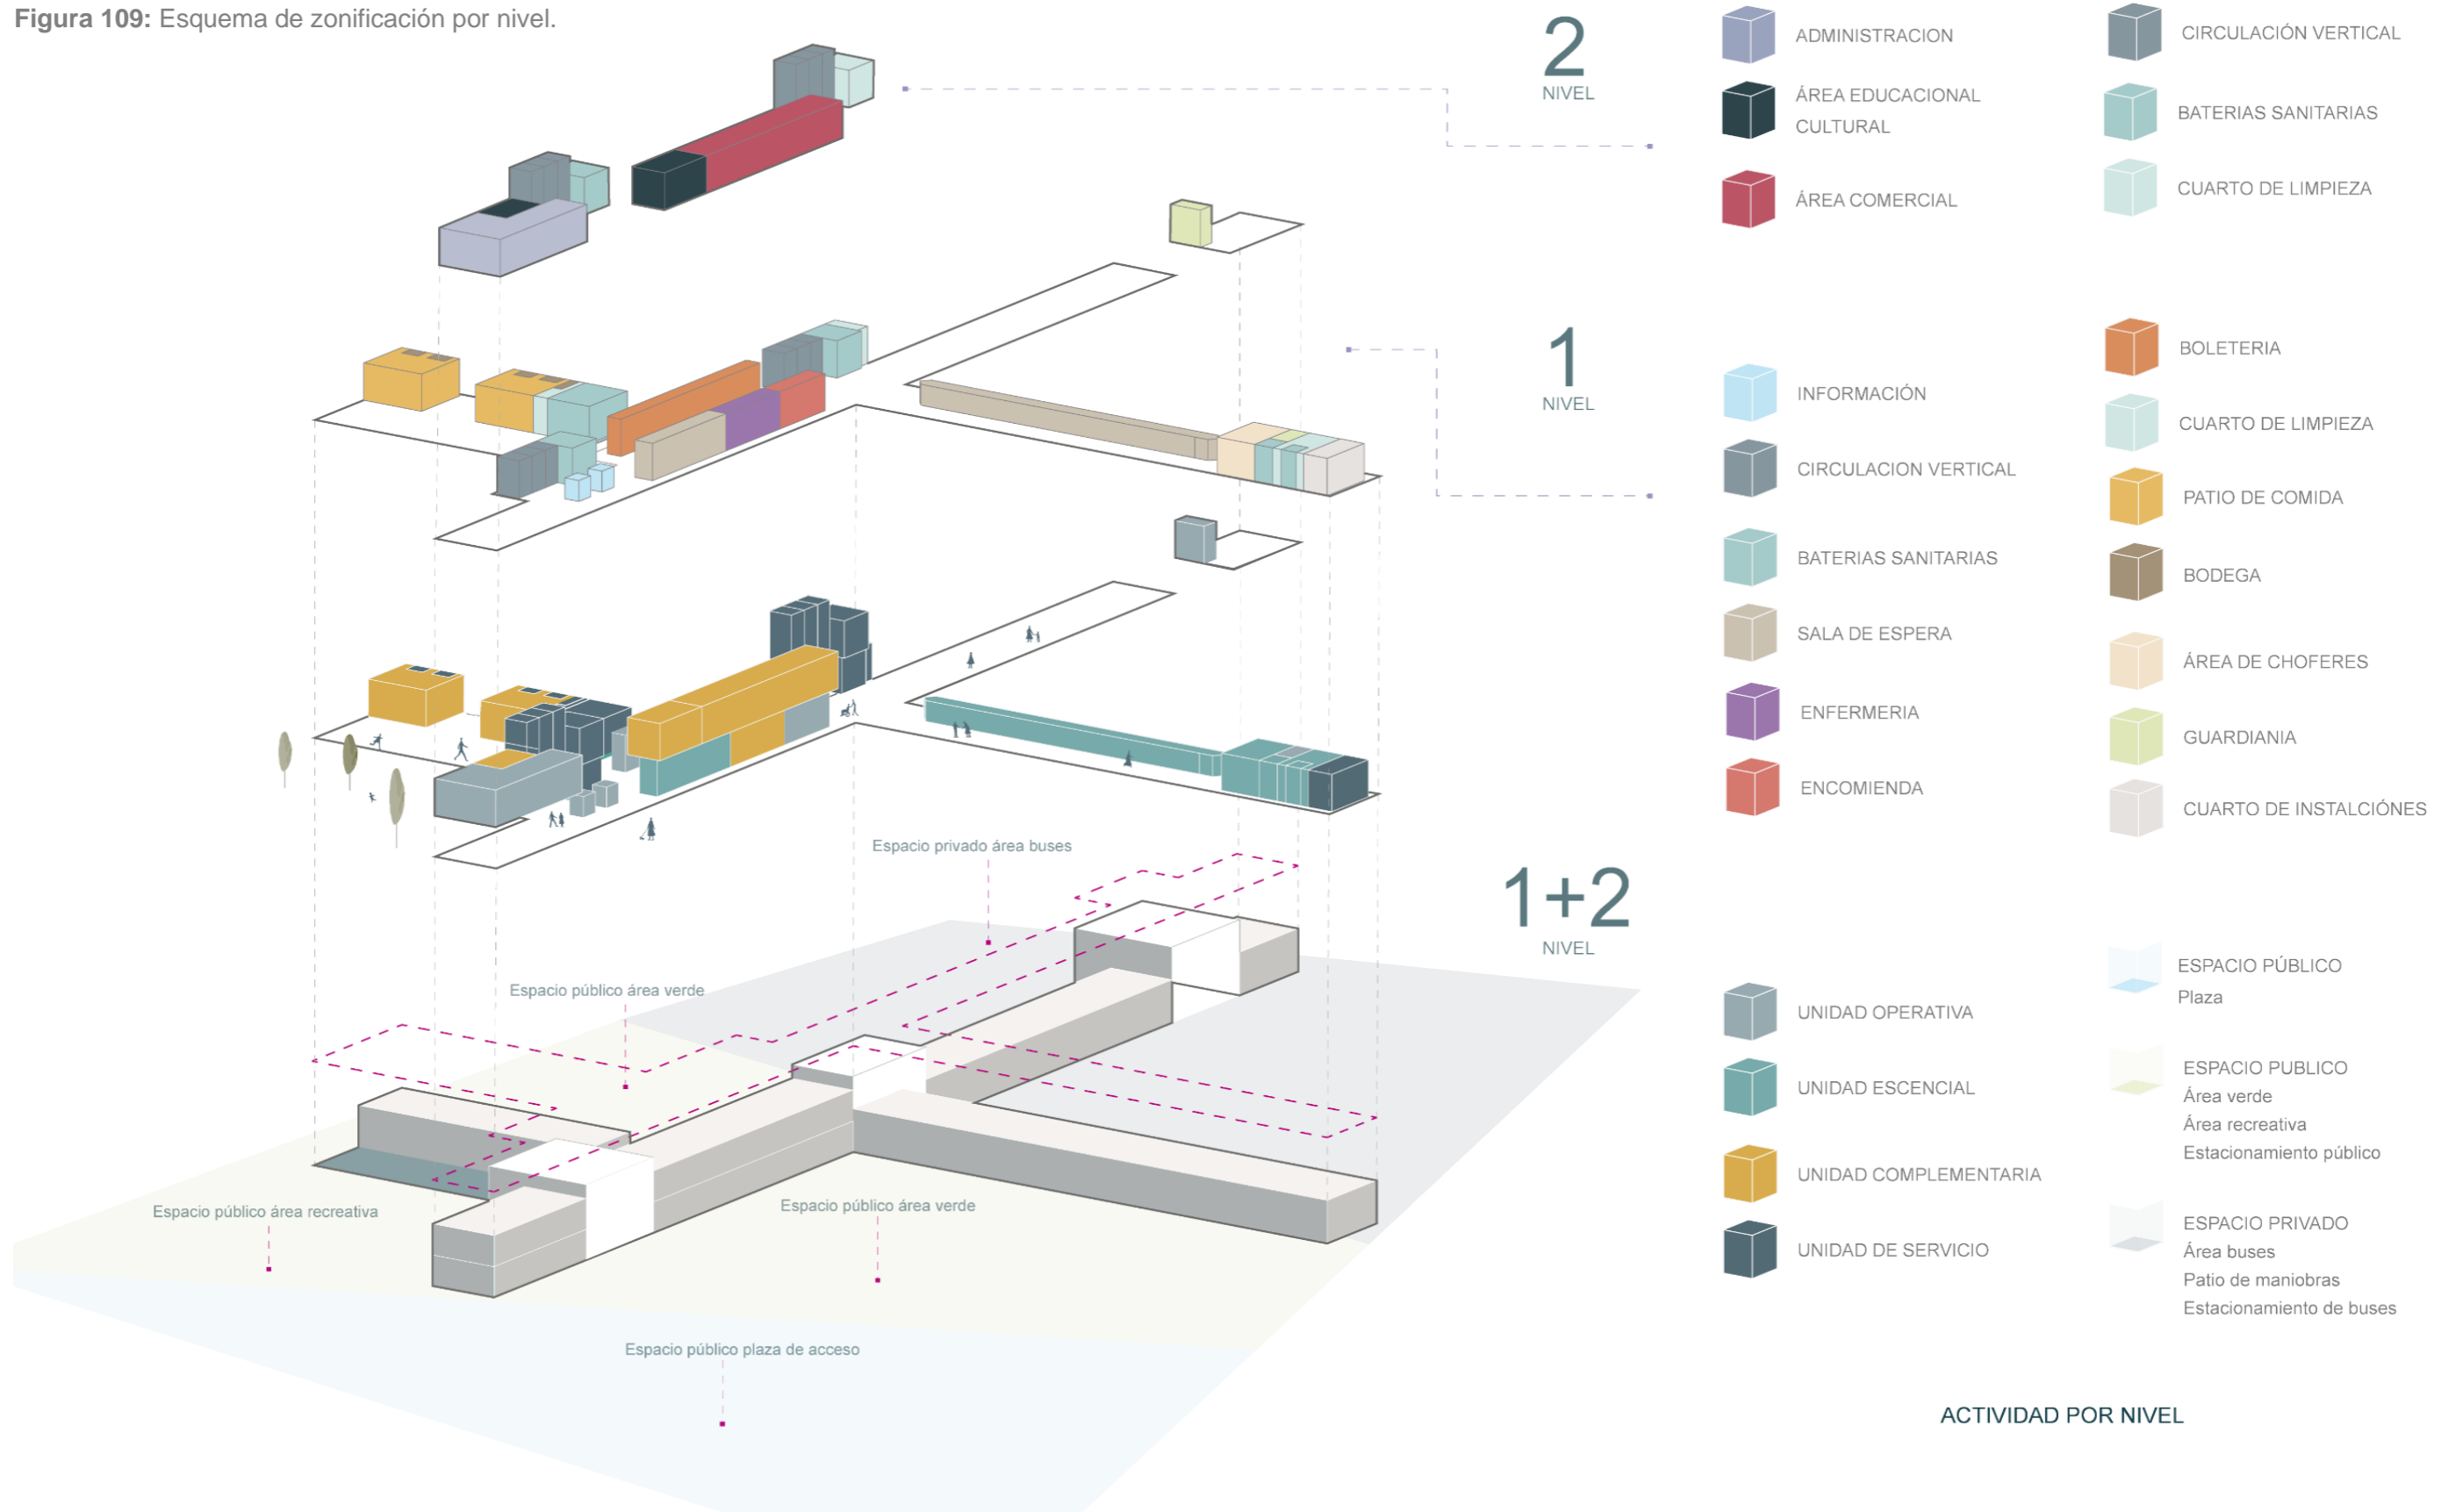 Figura 109: Esquema de zonificación por nivel.
2
NIVEL
ADMINISTRACION
ÁREA EDUCACIONAL
CULTURAL
ÁREA COMERCIAL
CIRCULACIÓN VERTICAL
BATERIAS SANITARIAS
CUARTO DE LIMPIEZA
1
NIVEL
INFORMACIÓN
CIRCULACION VERTICAL
BATERIAS SANITARIAS
SALA DE ESPERA
ENFERMERIA
ENCOMIENDA
BOLETERIA
CUARTO DE LIMPIEZA
PATIO DE COMIDA
BODEGA
ÁREA DE CHOFERES
GUARDIANIA
CUARTO DE INSTALCIÓNES
1+2
NIVEL
UNIDAD OPERATIVA
UNIDAD ESCENCIAL
UNIDAD COMPLEMENTARIA
UNIDAD DE SERVICIO
ESPACIO PÚBLICO
Plaza
ESPACIO PUBLICO
Área verde
Área recreativa
Estacionamiento público
ESPACIO PRIVADO
Área buses
Patio de maniobras
Estacionamiento de buses
Espacio privado área buses
Espacio público área verde
Espacio público área recreativa
Espacio público área verde
Espacio público plaza de acceso
ACTIVIDAD POR NIVEL